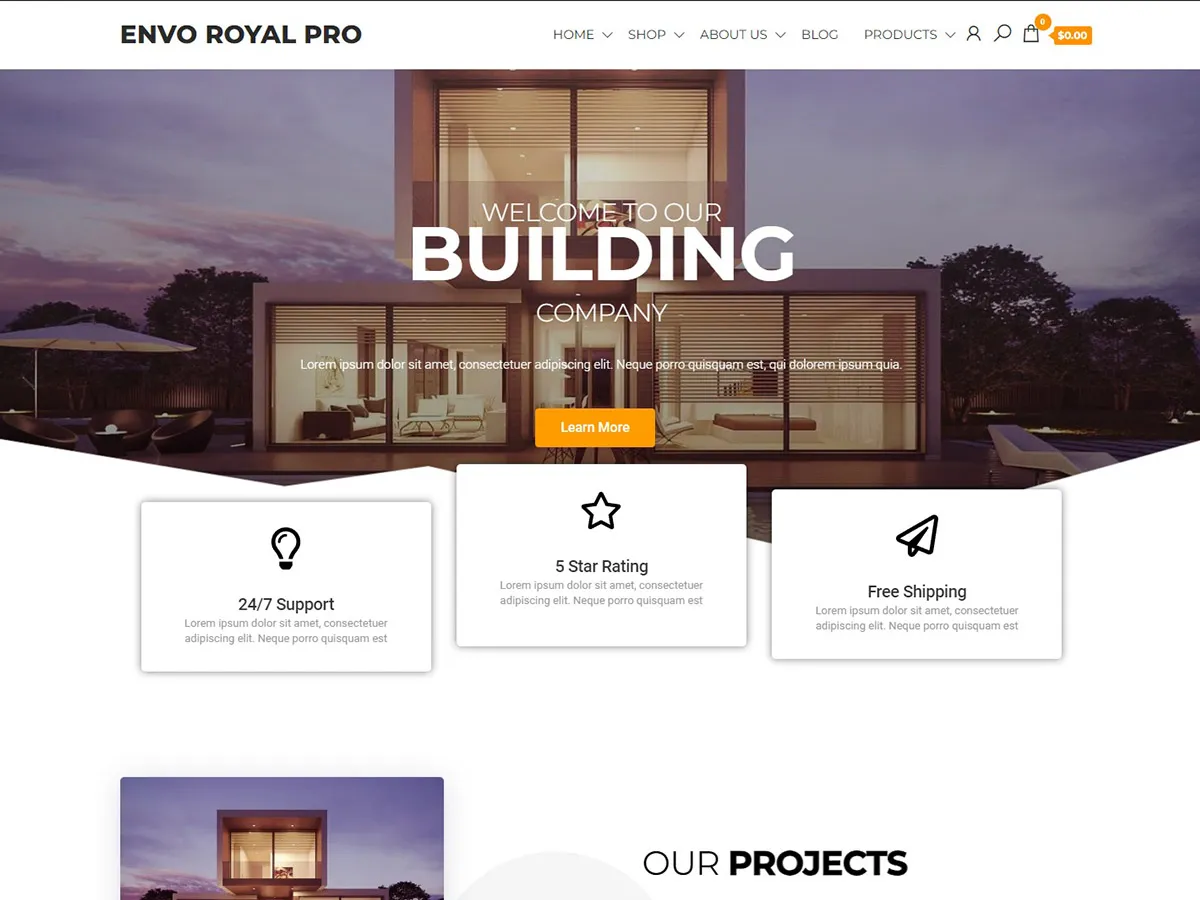 ENVO ROYAL PRO
HOME SHOP ABOUT US BLOG PRODUCTS 0 $0.00
WELCOME TO OUR
BUILDING
COMPANY
Lorem ipsum dolor sit amet, consectetuer adipiscing elit. Neque porro quisquam est, qui dolorem ipsum quia.
Learn More
24/7 Support
Lorem ipsum dolor sit amet, consectetuer
adipiscing elit. Neque porro quisquam est
5 Star Rating
Lorem ipsum dolor sit amet, consectetuer
adipiscing elit. Neque porro quisquam est
Free Shipping
Lorem ipsum dolor sit amet, consectetuer
adipiscing elit. Neque porro quisquam est
OUR PROJECTS